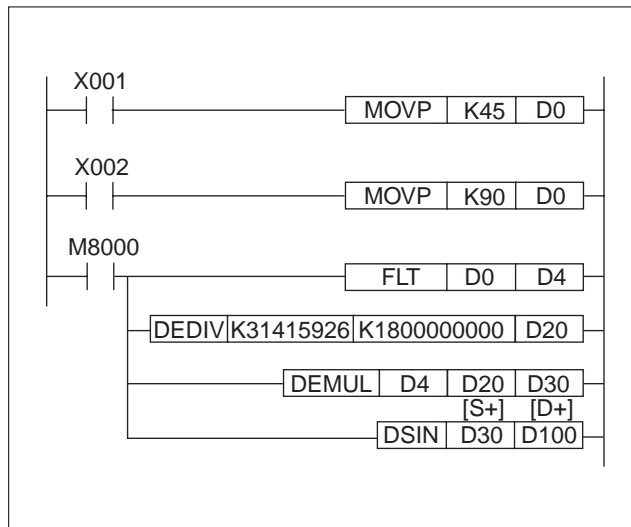 X001
MOVP K45 D0
X002
MOVP K90 D0
M8000
FLT D0 D4
DEDIV K31415926 K1800000000 D20
DEMUL D4 D20 D30
[S+] [D+]
DSIN D30 D100